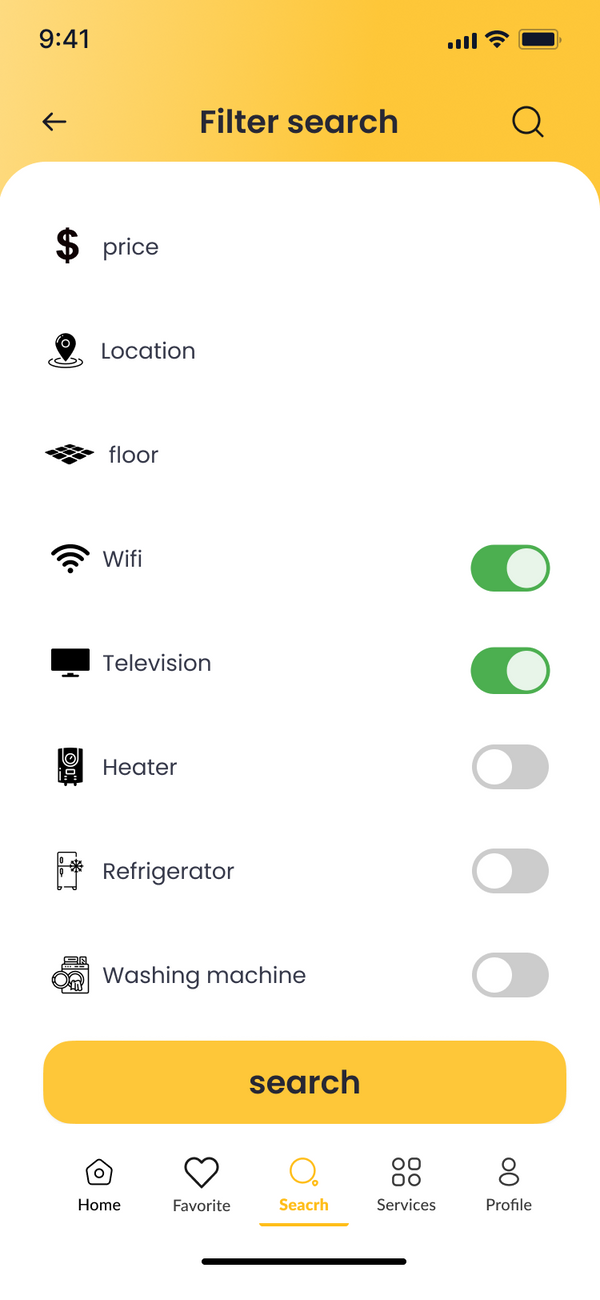 9:41
Filter search
$ price
Location
floor
Wifi
Television
Heater
Refrigerator
Washing machine
search
Home
Favorite
Seacrh
Services
Profile